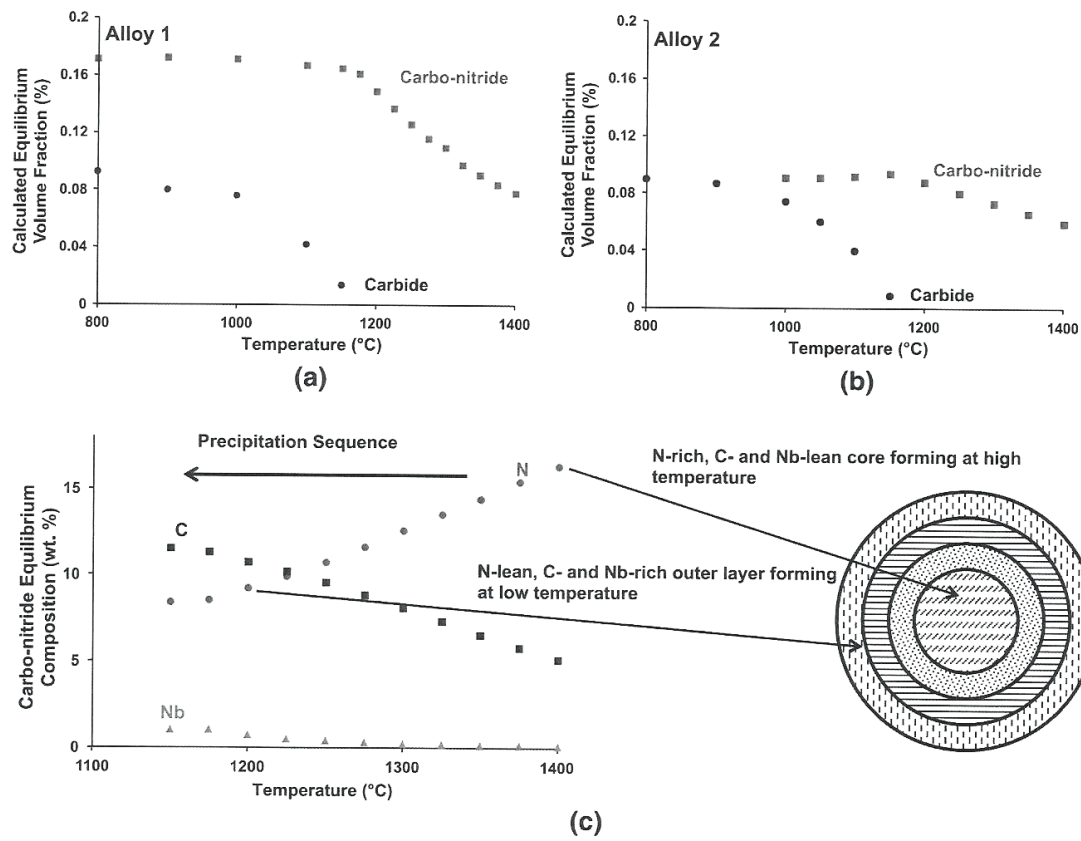 Alloy 1
Calculated Equilibrium
Volume Fraction (%)
0.2
0.16
0.12
0.08
0.04
0
Carbo-nitride
Carbide
800
1000
1200
1400
Temperature (°C)
(a)
Alloy 2
Calculated Equilibrium
Volume Fraction (%)
0.2
0.16
0.12
0.08
0.04
0
Carbo-nitride
Carbide
800
1000
1200
1400
Temperature (°C)
(b)
Carbo-nitride Equilibrium
Composition (wt. %)
15
10
5
0
Precipitation Sequence
N
C
Nb
1100
1200
1300
1400
Temperature (°C)
N-rich, C- and Nb-lean core forming at high
temperature
N-lean, C- and Nb-rich outer layer forming
at low temperature
(c)